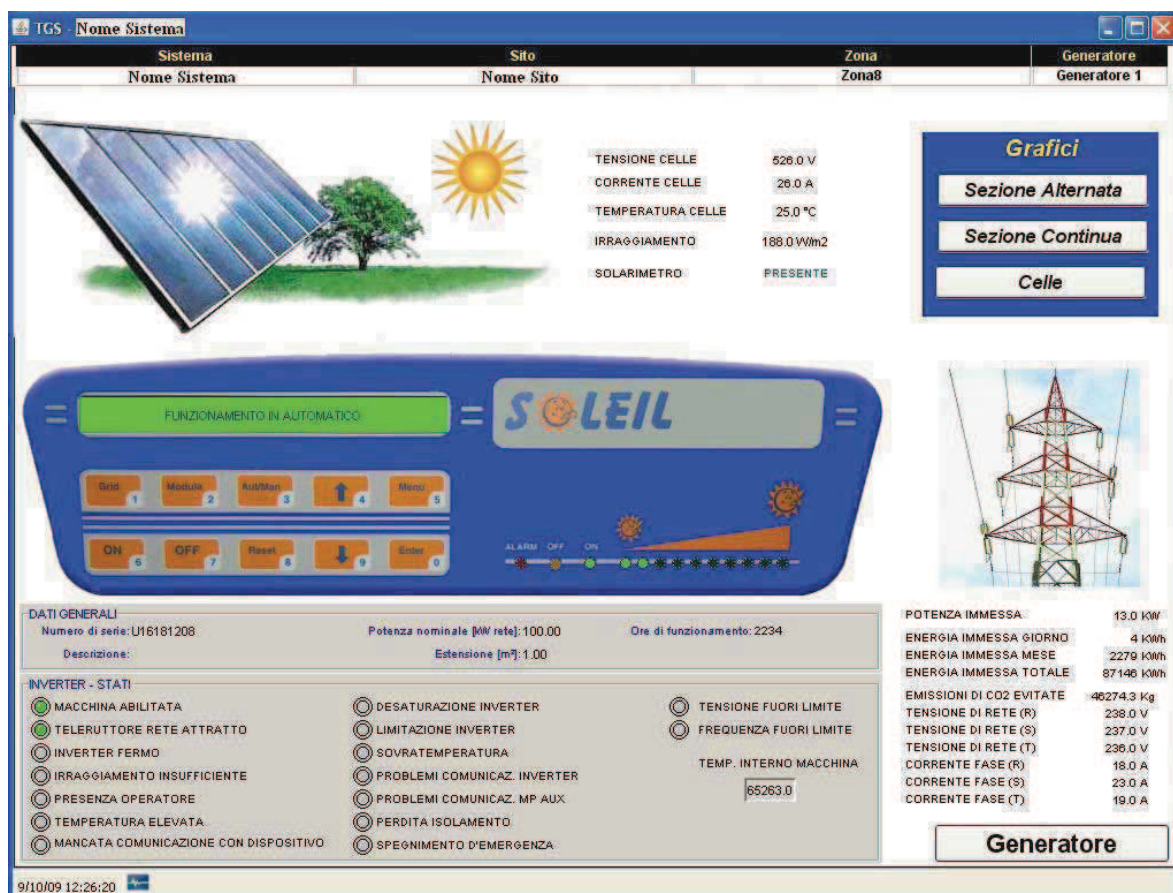 TGS - Nome Sistema
Sistema Sito Zona Generatore
Nome Sistema Nome Sito Zona8 Generatore 1
TENSIONE CELLE 526.0 V
CORRENTE CELLE 26.0 A
TEMPERATURA CELLE 25.0 °C
IRRAGGIAMENTO 188.0 W/m2
SOLARIMETRO PRESENTE
Grafici
Sezione Alternata
Sezione Continua
Celle
FUNZIONAMENTO IN AUTOMATICO
SOLEIL
Grid 1 Modula 2 Aut/Man 3 4 Menu 5
ON 6 OFF 7 Reset 8 9 Enter 0
ALARM OFF ON
DATI GENERALI
Numero di serie: U16181208 Potenza nominale [kW rete]: 100.00 Ore di funzionamento: 2234
Descrizione: Estensione [m²]: 1.00
INVERTER - STATI
MACCHINA ABILITATA DESATURAZIONE INVERTER TENSIONE FUORI LIMITE
TELERUTTORE RETE ATTRATTO LIMITAZIONE INVERTER FREQUENZA FUORI LIMITE
INVERTER FERMO SOVRATEMPERATURA TEMP. INTERNO MACCHINA
IRRAGGIAMENTO INSUFFICIENTE PROBLEMI COMUNICAZ. INVERTER 65263.0
PRESENZA OPERATORE PROBLEMI COMUNICAZ. MP AUX
TEMPERATURA ELEVATA PERDITA ISOLAMENTO
MANCATA COMUNICAZIONE CON DISPOSITIVO SPEGNIMENTO D'EMERGENZA
POTENZA IMMESSA 13.0 KW
ENERGIA IMMESSA GIORNO 4 KWh
ENERGIA IMMESSA MESE 2279 KWh
ENERGIA IMMESSA TOTALE 87146 KWh
EMISSIONI DI CO2 EVITATE 46274.3 Kg
TENSIONE DI RETE (R) 238.0 V
TENSIONE DI RETE (S) 237.0 V
TENSIONE DI RETE (T) 236.0 V
CORRENTE FASE (R) 18.0 A
CORRENTE FASE (S) 23.0 A
CORRENTE FASE (T) 19.0 A
Generatore
9/10/09 12:26:20